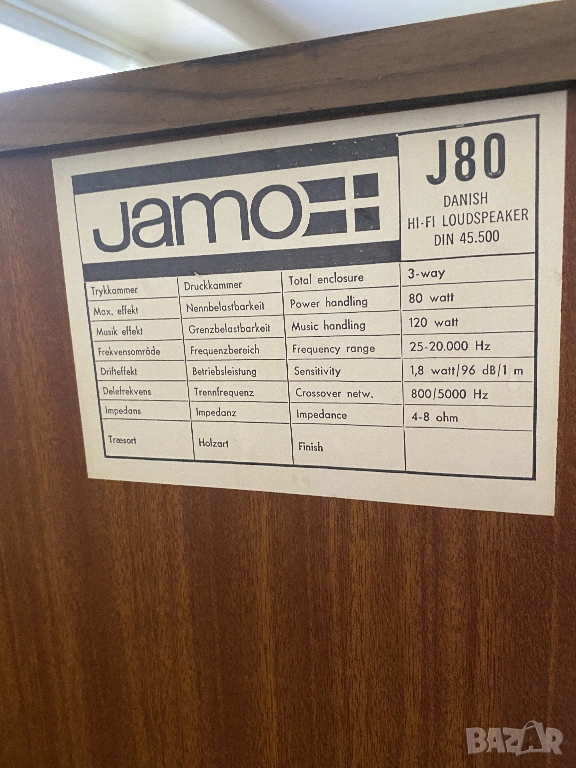 Jamo
J80
DANISH
HI-FI LOUDSPEAKER
DIN 45.500
Trykkammer Druckkammer Total enclosure 3-way
Max. effekt Nennbelastbarkeit Power handling 80 watt
Musik effekt Grenzbelastbarkeit Music handling 120 watt
Frekvensområde Frequenzbereich Frequency range 25-20.000 Hz
Drifteffekt Betriebsleistung Sensitivity 1,8 watt/96 dB/1 m
Delefrekvens Trennfrequenz Crossover netw. 800/5000 Hz
Impedans Impedanz Impedance 4-8 ohm
Træsort Holzart Finish
BAZAR